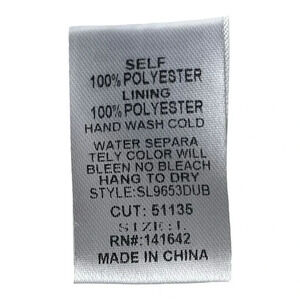 SELF
100% POLYESTER
LINING
100% POLYESTER
HAND WASH COLD
WATER SEPARA
TELY COLOR WILL
BLEEN NO BLEACH
HANG TO DRY
STYLE:SL9653DUB
CUT: 51135
SIZE:L
RN#:141642
MADE IN CHINA